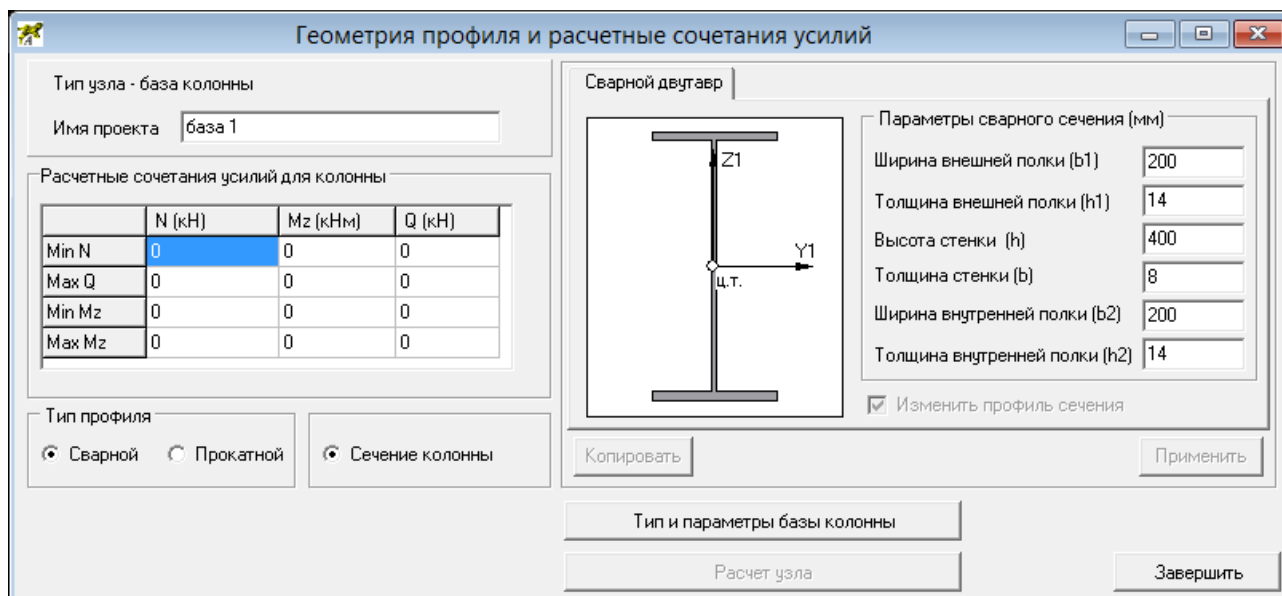 Геометрия профиля и расчетные сочетания усилий
Тип узла - база колонны
Имя проекта база 1
Расчетные сочетания усилий для колонны
N (кН) Mz (кНм) Q (кН)
Min N 0 0 0
Max Q 0 0 0
Min Mz 0 0 0
Max Mz 0 0 0
Тип профиля
Сварной Прокатной Сечение колонны
Сварной двутавр
Z1
Y1
ц.т.
Параметры сварного сечения (мм)
Ширина внешней полки (b1) 200
Толщина внешней полки (h1) 14
Высота стенки (h) 400
Толщина стенки (b) 8
Ширина внутренней полки (b2) 200
Толщина внутренней полки (h2) 14
Изменить профиль сечения
Копировать Применить
Тип и параметры базы колонны
Расчет узла Завершить